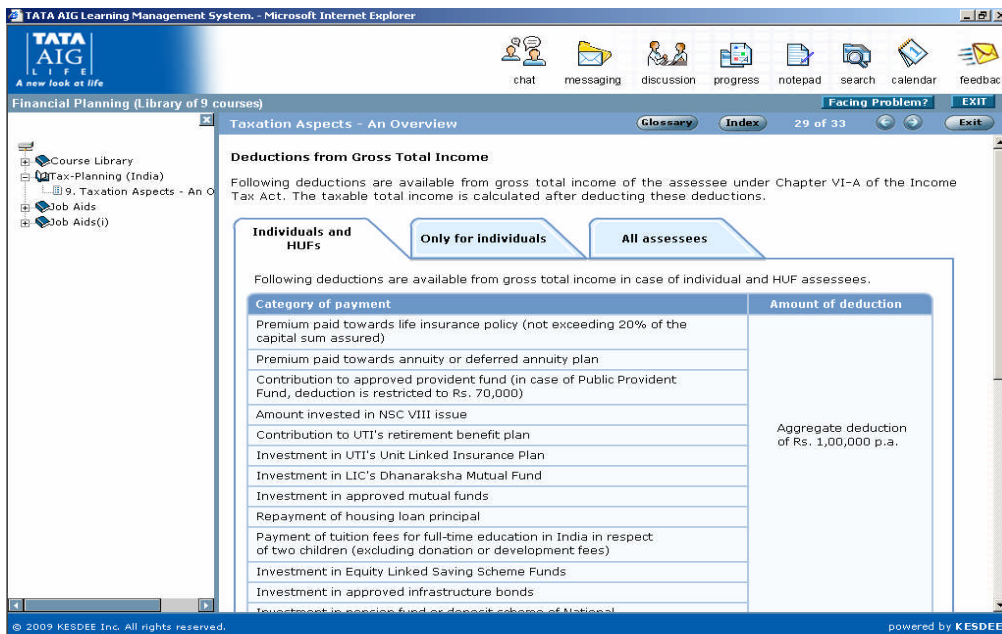 TATA AIG Learning Management System. - Microsoft Internet Explorer
TATA
AIG
LIFE
A new look at life
chat messaging discussion progress notepad search calendar feedbac
Financial Planning (Library of 9 courses)
Facing Problem? EXIT
Taxation Aspects - An Overview Glossary Index 29 of 33 Exit
Course Library
Tax-Planning (India)
9. Taxation Aspects - An O
Job Aids
Job Aids(i)
Deductions from Gross Total Income
Following deductions are available from gross total income of the assessee under Chapter VI-A of the Income
Tax Act. The taxable total income is calculated after deducting these deductions.
Individuals and
HUFs
Only for individuals
All assessees
Following deductions are available from gross total income in case of individual and HUF assessees.
Category of payment Amount of deduction
Premium paid towards life insurance policy (not exceeding 20% of the
capital sum assured)
Premium paid towards annuity or deferred annuity plan
Contribution to approved provident fund (in case of Public Provident
Fund, deduction is restricted to Rs. 70,000)
Amount invested in NSC VIII issue
Contribution to UTI's retirement benefit plan
Investment in UTI's Unit Linked Insurance Plan
Investment in LIC's Dhanaraksha Mutual Fund
Investment in approved mutual funds
Repayment of housing loan principal
Payment of tuition fees for full-time education in India in respect
of two children (excluding donation or development fees)
Investment in Equity Linked Saving Scheme Funds
Investment in approved infrastructure bonds
Investment in pension fund or deposit scheme of National
Aggregate deduction
of Rs. 1,00,000 p.a.
© 2009 KESDEE Inc. All rights reserved.
powered by KESDEE